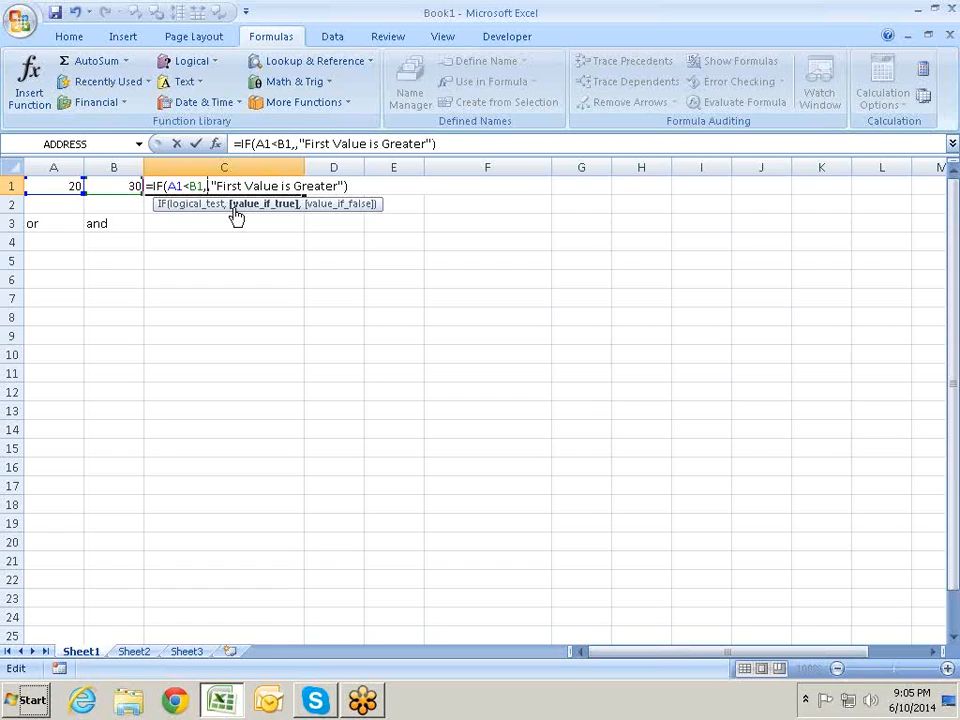 Book1 - Microsoft Excel
Home Insert Page Layout Formulas Data Review View Developer
Insert Function
AutoSum
Recently Used
Financial
Logical
Text
Date & Time
Lookup & Reference
Math & Trig
More Functions
Function Library
Name Manager
Define Name
Use in Formula
Create from Selection
Defined Names
Trace Precedents
Trace Dependents
Remove Arrows
Show Formulas
Error Checking
Evaluate Formula
Formula Auditing
Watch Window
Calculation Options
Calculation
ADDRESS fx =IF(A1<B1,,"First Value is Greater")
A B C D E F G H I J K L M
1 20 30 =IF(A1<B1,,"First Value is Greater")
2 IF(logical_test, [value_if_true], [value_if_false])
3 or and
4
5
6
7
8
9
10
11
12
13
14
15
16
17
18
19
20
21
22
23
24
25
Sheet1 Sheet2 Sheet3
Edit 100%
Start
9:05 PM
6/10/2014